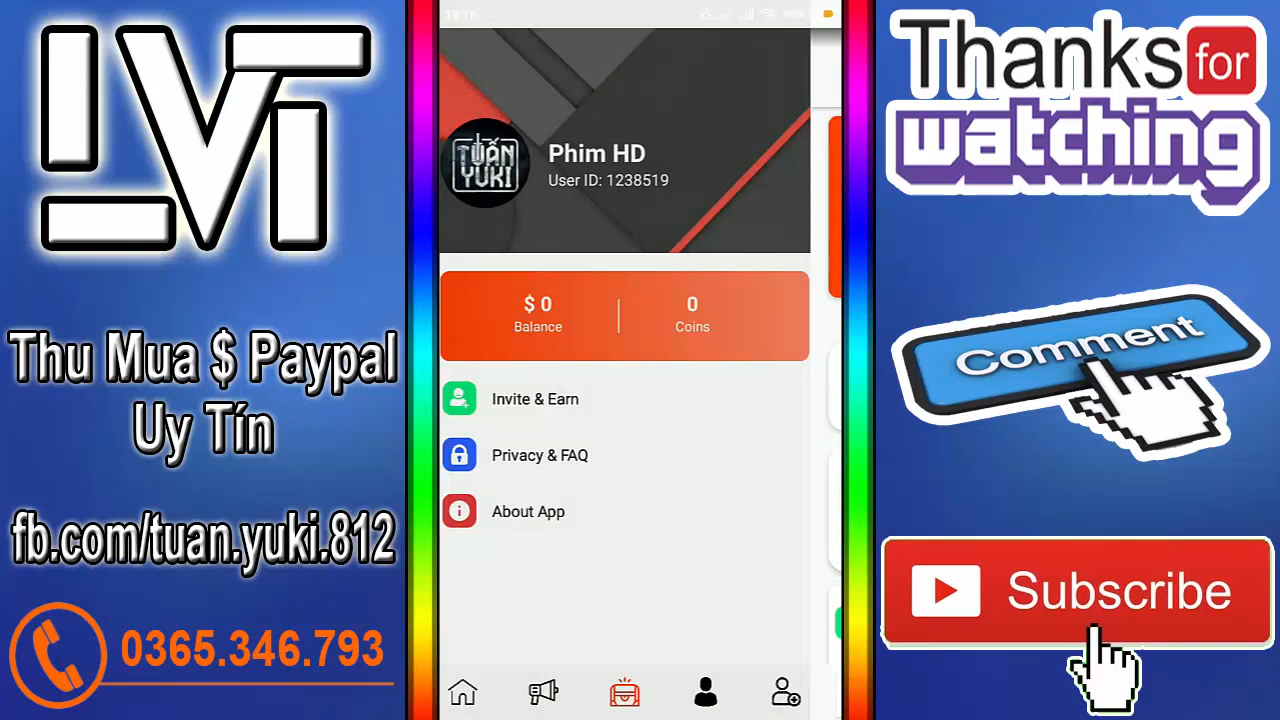 LVT
Thu Mua $ Paypal
Uy Tín
fb.com/tuan.yuki.812
0365.346.793
TUẤN
YUKI
Phim HD
User ID: 1238519
$ 0
Balance
0
Coins
Invite & Earn
Privacy & FAQ
About App
Thanks for
watching
Comment
Subscribe